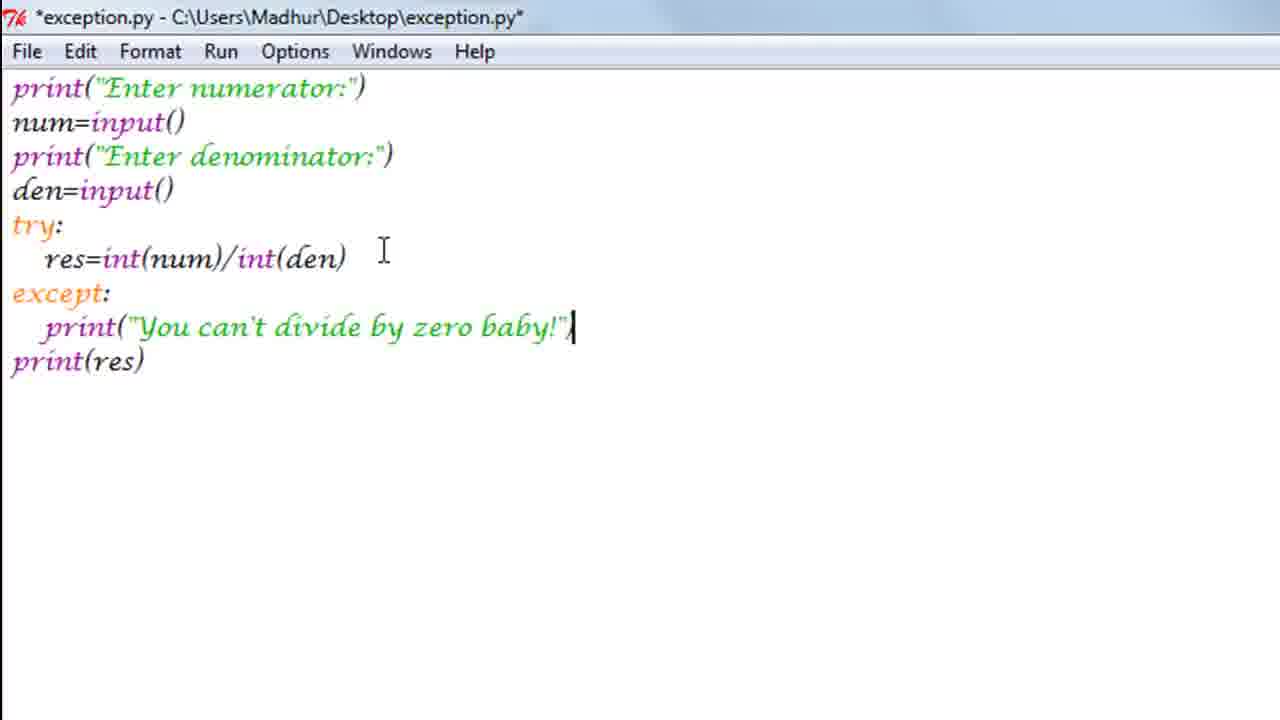 *exception.py - C:\Users\Madhur\Desktop\exception.py*
File Edit Format Run Options Windows Help
print("Enter numerator:")
num=input()
print("Enter denominator:")
den=input()
try:
    res=int(num)/int(den)
except:
    print("You can't divide by zero baby!")
print(res)